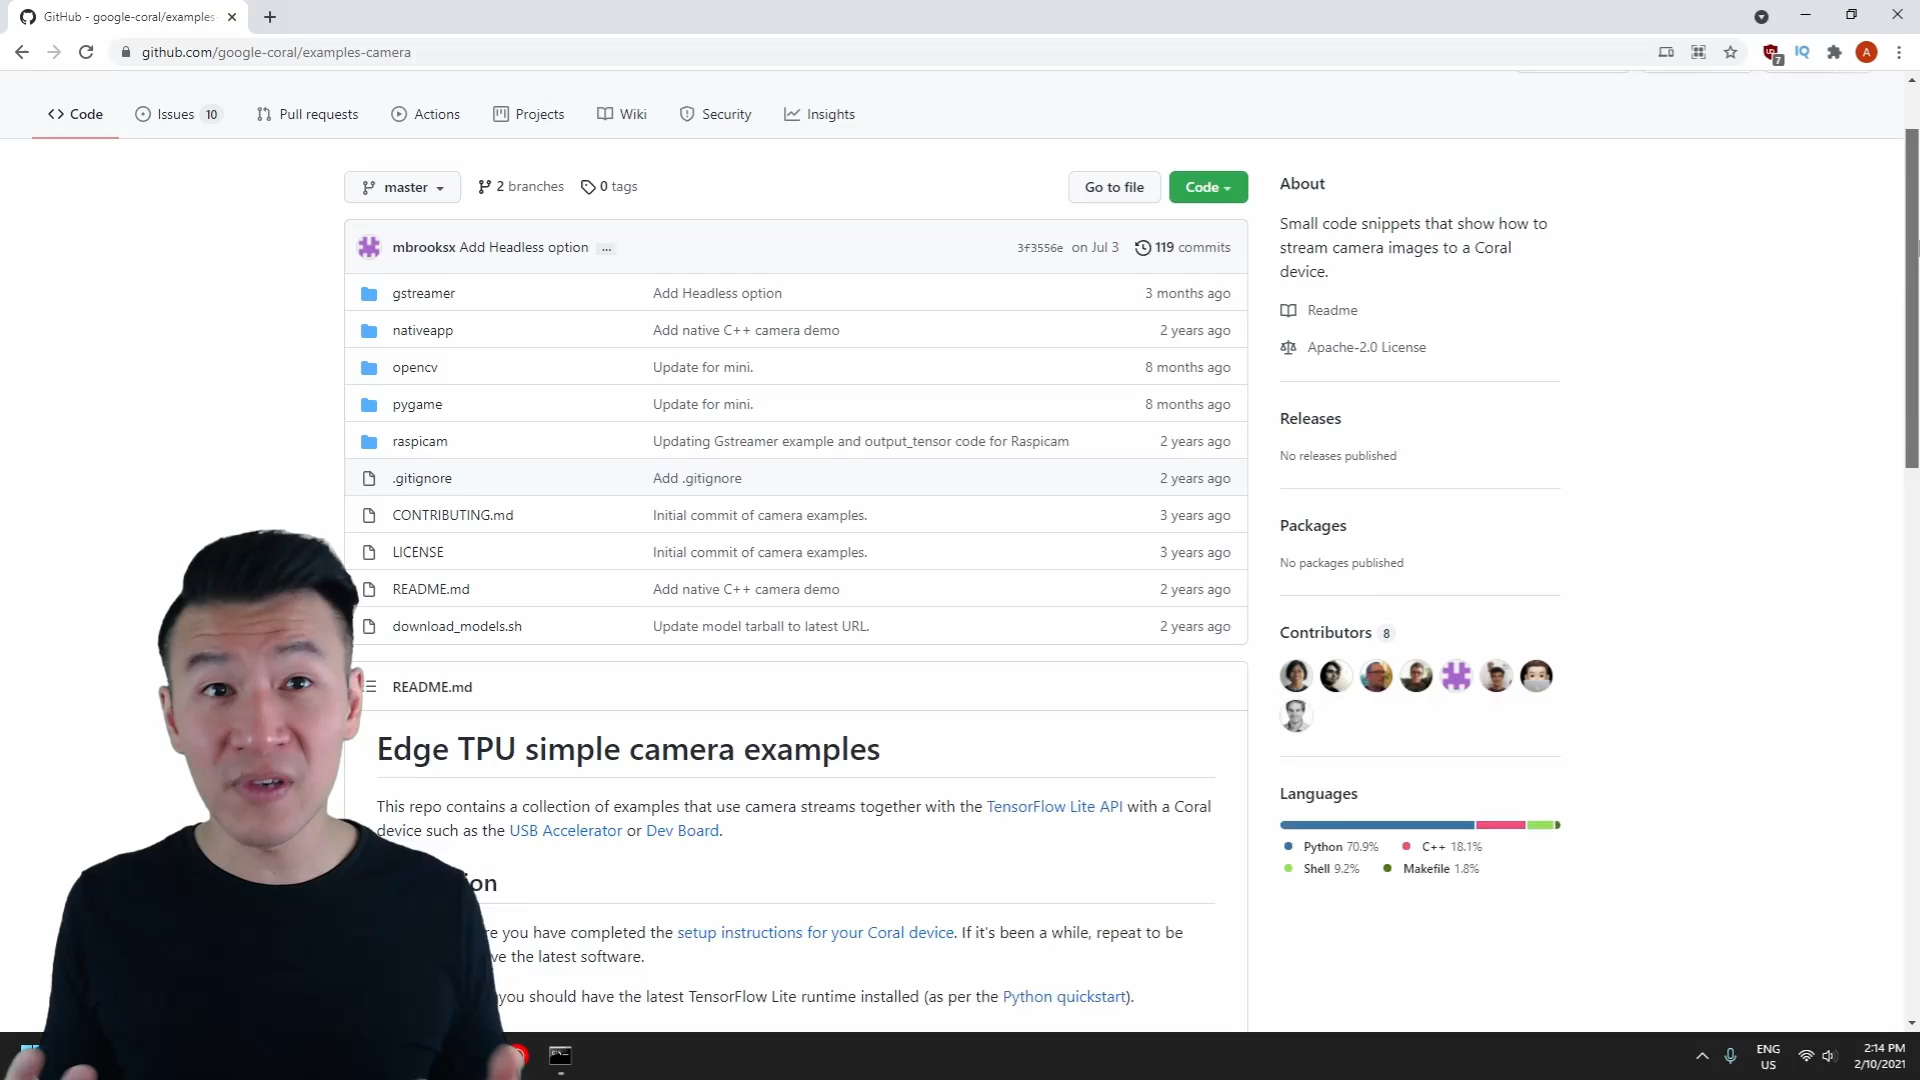 GitHub - google-coral/examples-
github.com/google-coral/examples-camera
7
IQ
A
Code
Issues 10
Pull requests
Actions
Projects
Wiki
Security
Insights
master
2 branches
0 tags
Go to file
Code
mbrooksx Add Headless option ...
3f3556e on Jul 3
119 commits
gstreamer Add Headless option 3 months ago
nativeapp Add native C++ camera demo 2 years ago
opencv Update for mini. 8 months ago
pygame Update for mini. 8 months ago
raspicam Updating Gstreamer example and output_tensor code for Raspicam 2 years ago
.gitignore Add .gitignore 2 years ago
CONTRIBUTING.md Initial commit of camera examples. 3 years ago
LICENSE Initial commit of camera examples. 3 years ago
README.md Add native C++ camera demo 2 years ago
download_models.sh Update model tarball to latest URL. 2 years ago
README.md
Edge TPU simple camera examples
This repo contains a collection of examples that use camera streams together with the TensorFlow Lite API with a Coral
device such as the USB Accelerator or Dev Board.
ion
re you have completed the setup instructions for your Coral device. If it's been a while, repeat to be
ve the latest software.
you should have the latest TensorFlow Lite runtime installed (as per the Python quickstart).
About
Small code snippets that show how to
stream camera images to a Coral
device.
Readme
Apache-2.0 License
Releases
No releases published
Packages
No packages published
Contributors 8
Languages
Python 70.9% C++ 18.1%
Shell 9.2% Makefile 1.8%
ENG
US
2:14 PM
2/10/2021